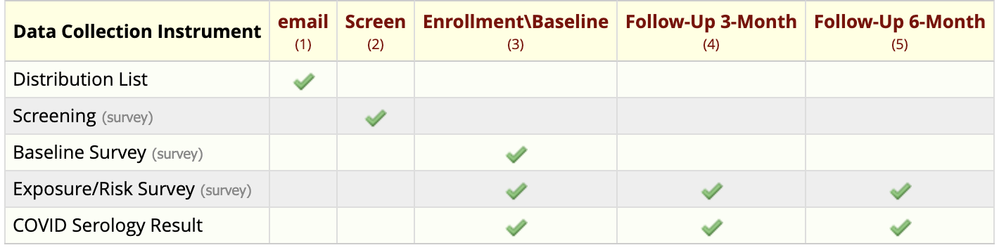 Data Collection Instrument email Screen Enrollment\Baseline Follow-Up 3-Month Follow-Up 6-Month
(1) (2) (3) (4) (5)
Distribution List
Screening (survey)
Baseline Survey (survey)
Exposure/Risk Survey (survey)
COVID Serology Result